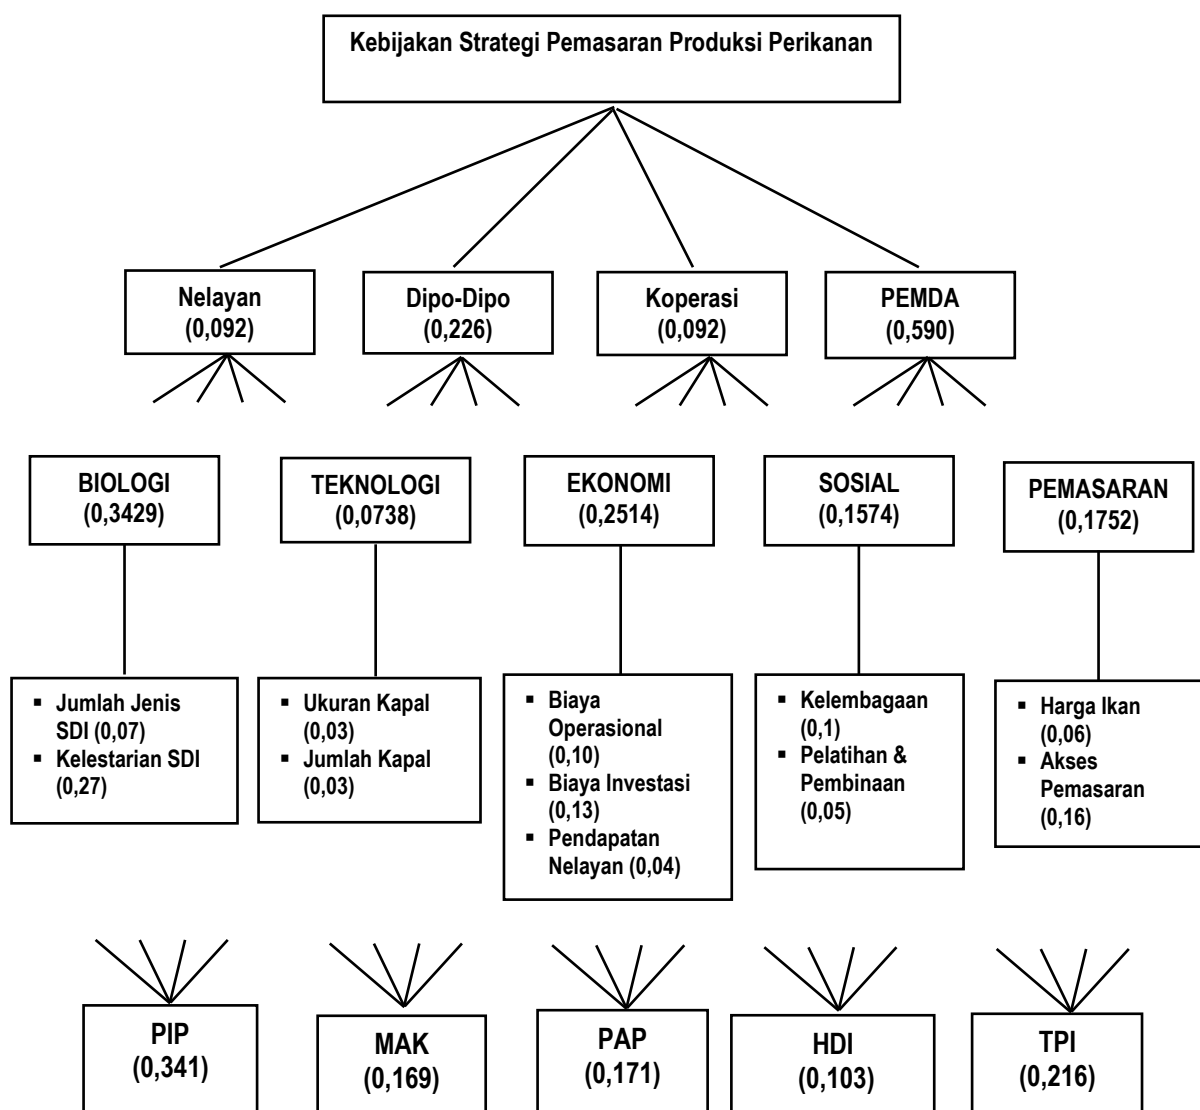 Kebijakan Strategi Pemasaran Produksi Perikanan
Nelayan
(0,092)
Dipo-Dipo
(0,226)
Koperasi
(0,092)
PEMDA
(0,590)
BIOLOGI
(0,3429)
TEKNOLOGI
(0,0738)
EKONOMI
(0,2514)
SOSIAL
(0,1574)
PEMASARAN
(0,1752)
▪ Jumlah Jenis
SDI (0,07)
▪ Kelestarian SDI
(0,27)
▪ Ukuran Kapal
(0,03)
▪ Jumlah Kapal
(0,03)
▪ Biaya
Operasional
(0,10)
▪ Biaya Investasi
(0,13)
▪ Pendapatan
Nelayan (0,04)
▪ Kelembagaan
(0,1)
▪ Pelatihan &
Pembinaan
(0,05)
▪ Harga Ikan
(0,06)
▪ Akses
Pemasaran
(0,16)
PIP
(0,341)
MAK
(0,169)
PAP
(0,171)
HDI
(0,103)
TPI
(0,216)